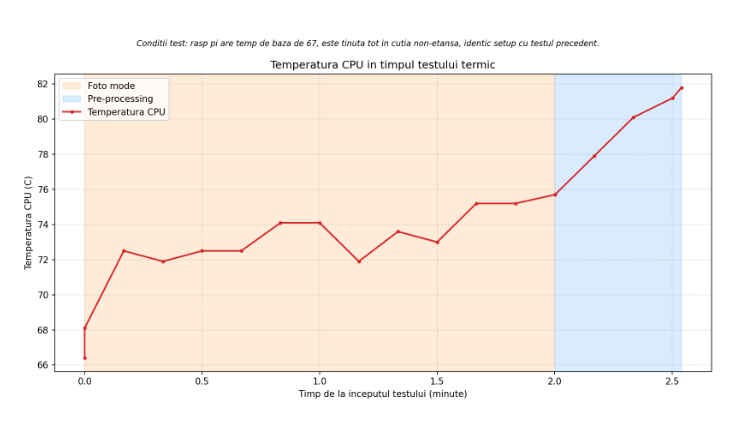 Conditii test: rasp pi are temp de baza de 67, este tinuta tot in cutia non-etansa, identic setup cu testul precedent.
Temperatura CPU in timpul testului termic
Foto mode
Pre-processing
Temperatura CPU
Temperatura CPU (C)
82
80
78
76
74
72
70
68
66
0.0 0.5 1.0 1.5 2.0 2.5
Timp de la inceputul testului (minute)